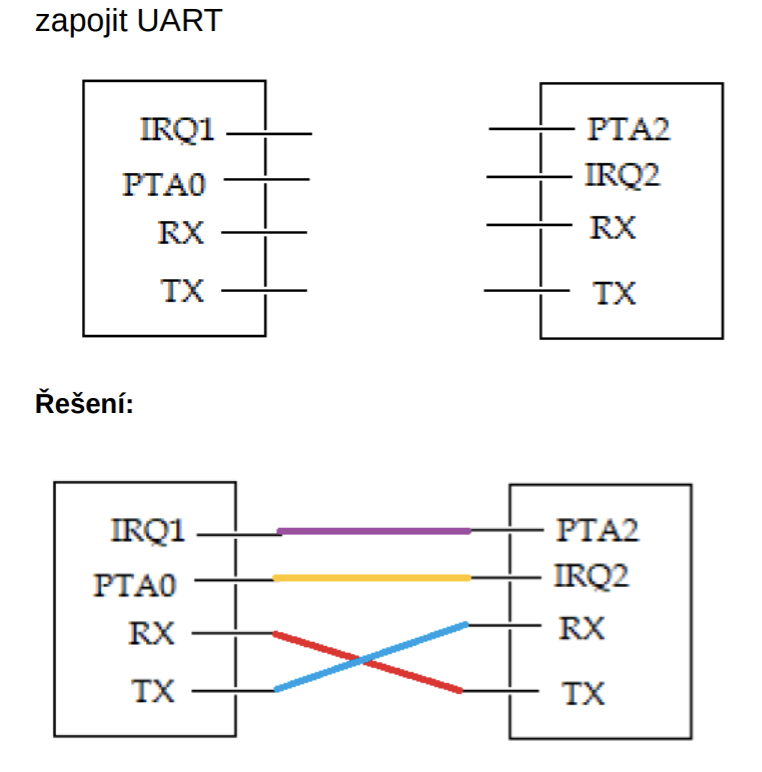 zapojit UART
IRQ1
PTA0
RX
TX
PTA2
IRQ2
RX
TX
Řešení:
IRQ1
PTA0
RX
TX
PTA2
IRQ2
RX
TX